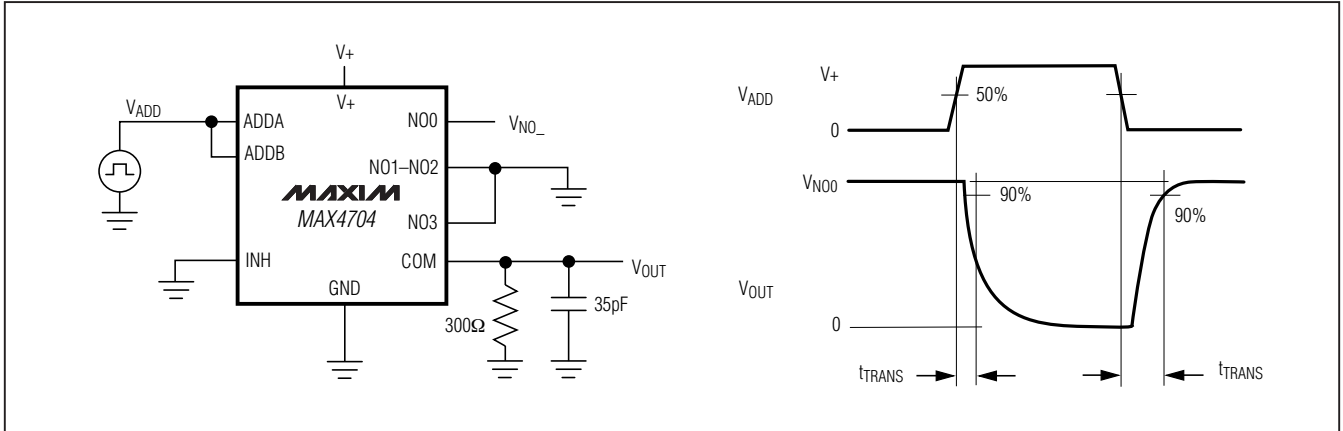 V+
V+
VADD
ADDA
ADDB
NO0
VNO_
NO1–NO2
MAXIM
MAX4704
NO3
INH
COM
VOUT
GND
300Ω
35pF
V+
VADD
50%
0
VNO0
90%
90%
VOUT
0
tTRANS
tTRANS